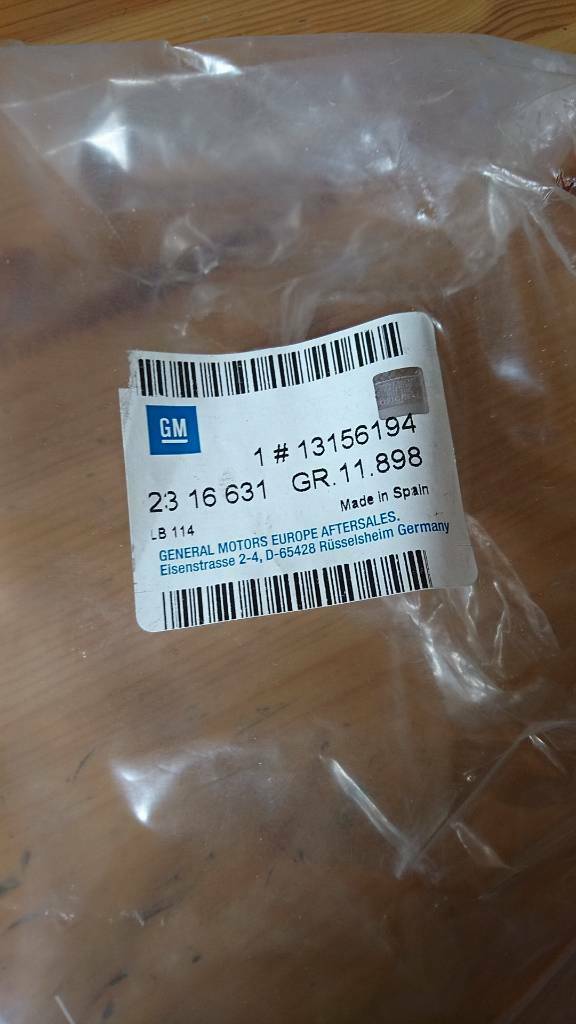 GM
1 # 13156194
23 16 631 GR.11.898
LB 114 Made in Spain
GENERAL MOTORS EUROPE AFTERSALES.
Eisenstrasse 2-4, D-65428 Rüsselsheim Germany